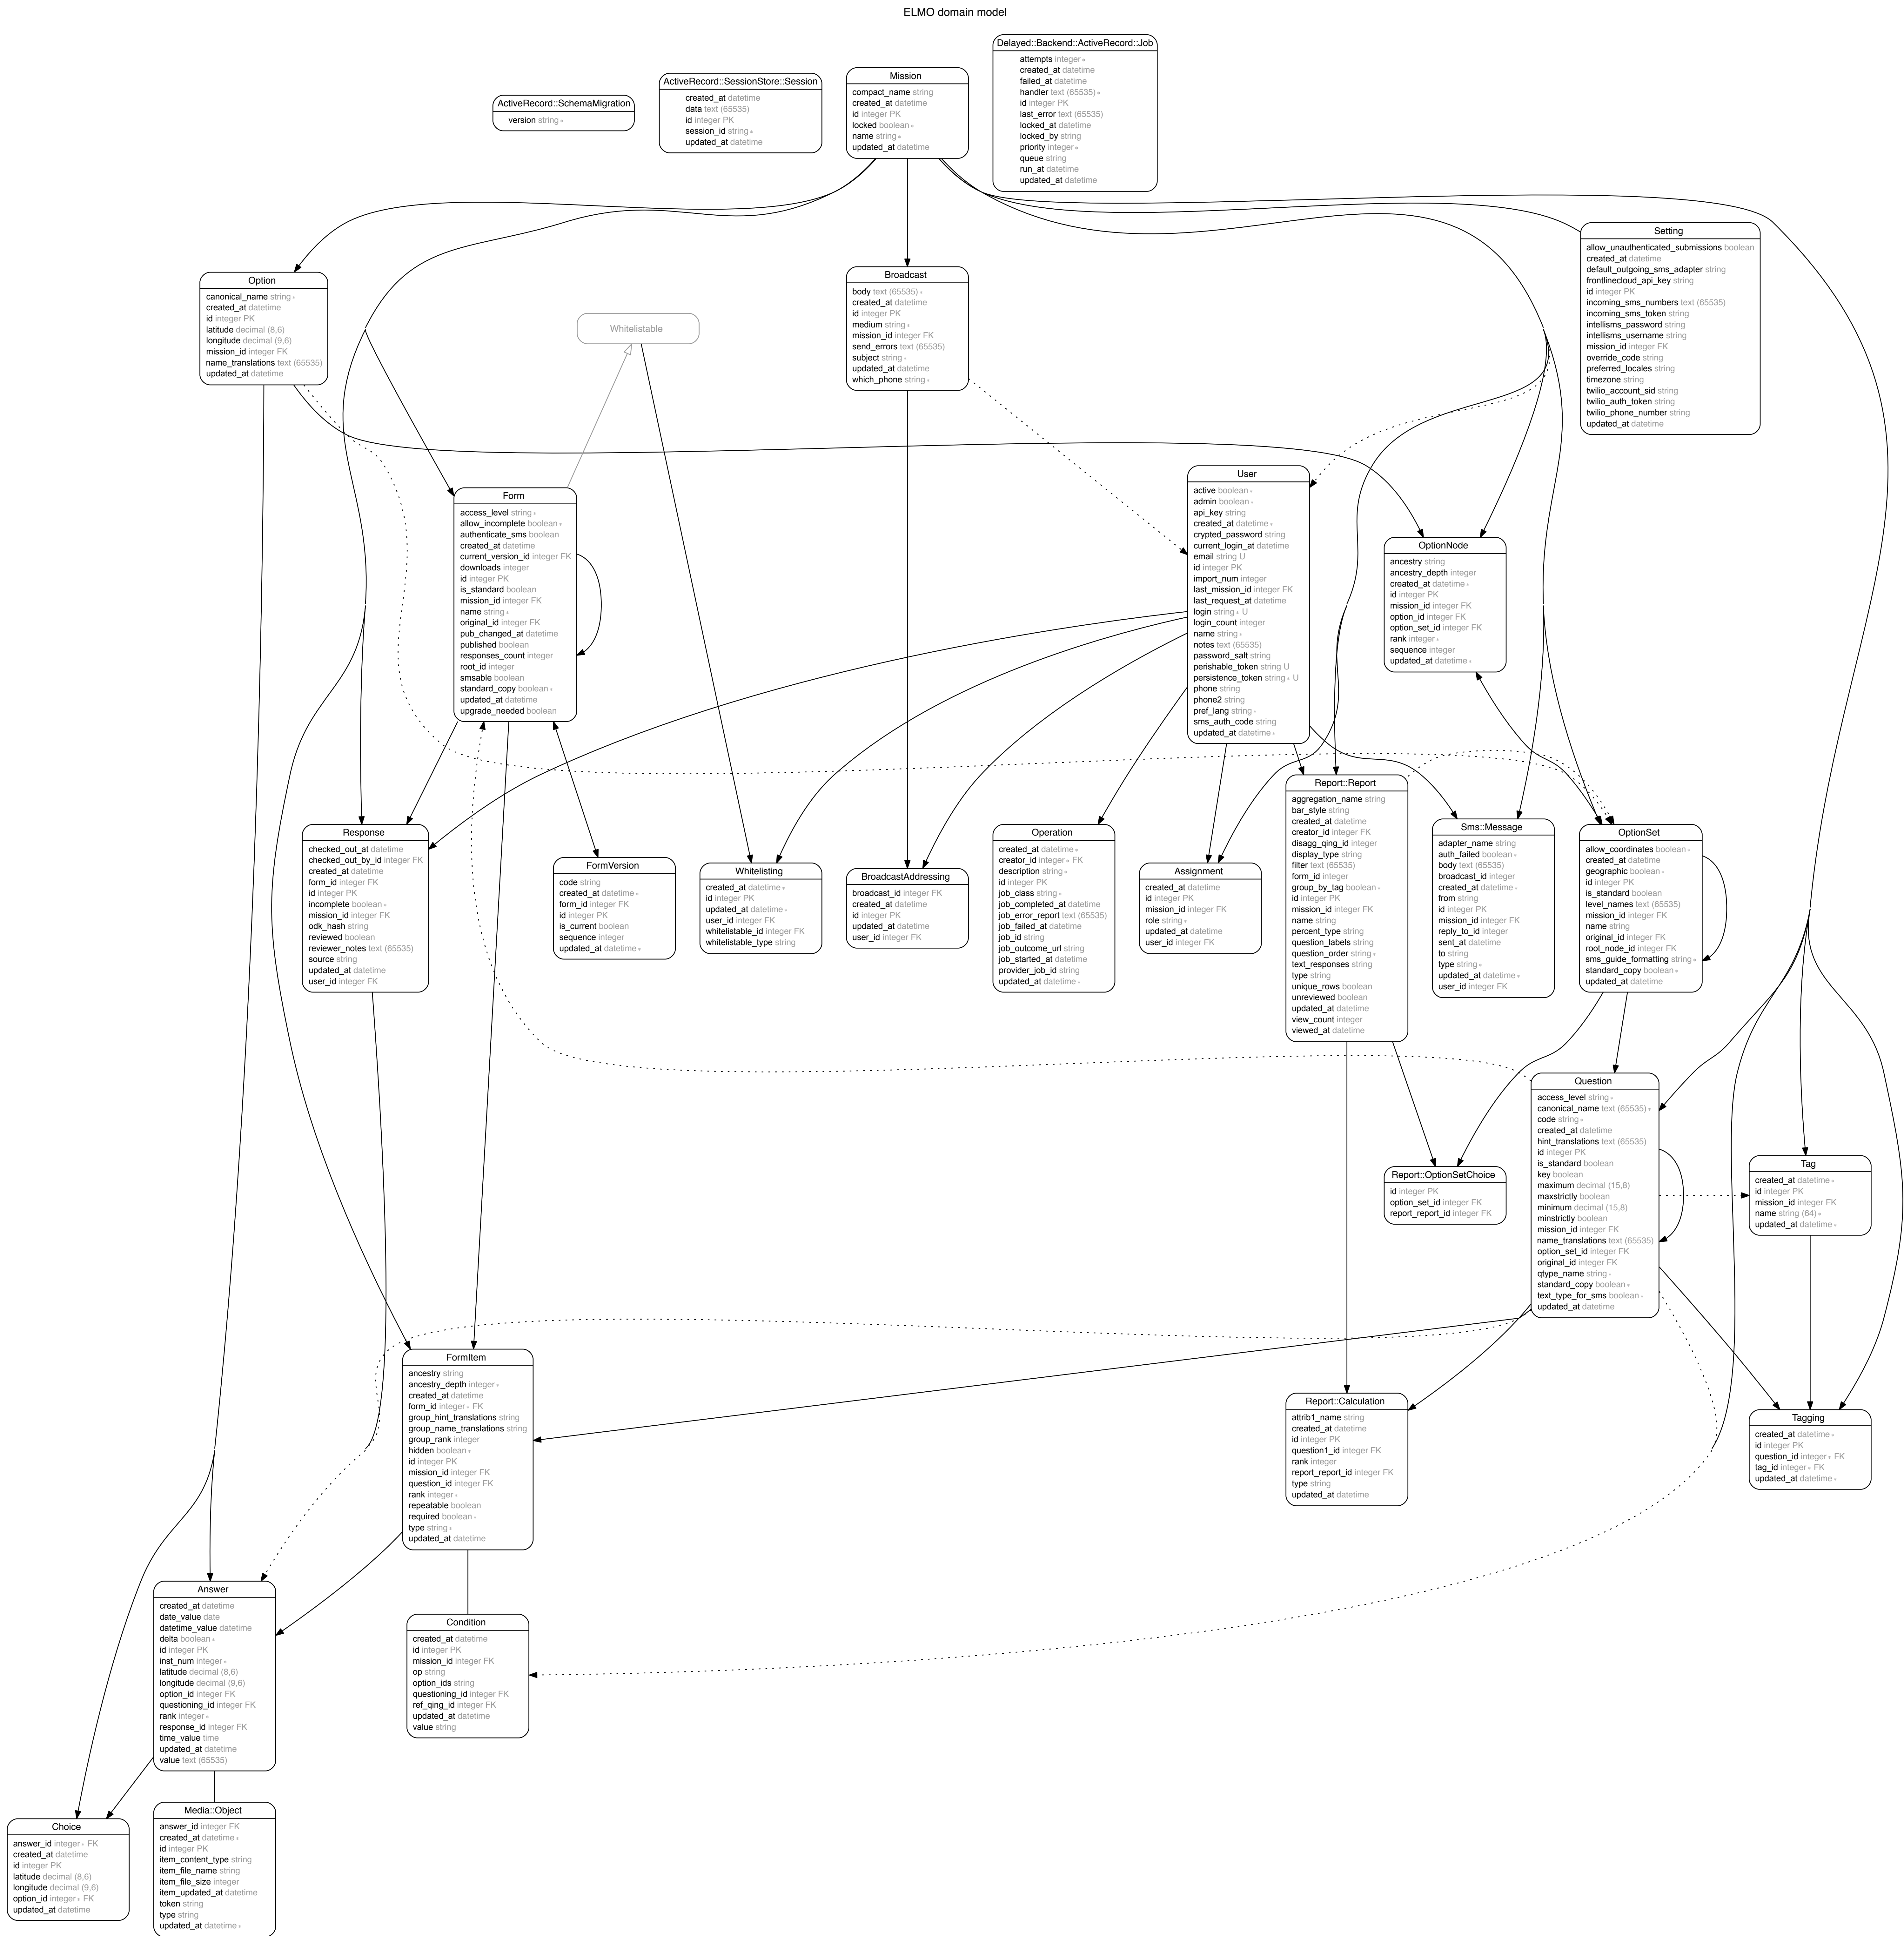 ELMO domain model
ActiveRecord::SchemaMigration
version string ∗
ActiveRecord::SessionStore::Session
created_at datetime
data text (65535)
id integer PK
session_id string ∗
updated_at datetime
Mission
compact_name string
created_at datetime
id integer PK
locked boolean ∗
name string ∗
updated_at datetime
Delayed::Backend::ActiveRecord::Job
attempts integer ∗
created_at datetime
failed_at datetime
handler text (65535) ∗
id integer PK
last_error text (65535)
locked_at datetime
locked_by string
priority integer ∗
queue string
run_at datetime
updated_at datetime
Setting
allow_unauthenticated_submissions boolean
created_at datetime
default_outgoing_sms_adapter string
frontlinecloud_api_key string
id integer PK
incoming_sms_numbers text (65535)
incoming_sms_token string
intellisms_password string
intellisms_username string
mission_id integer FK
override_code string
preferred_locales string
timezone string
twilio_account_sid string
twilio_auth_token string
twilio_phone_number string
updated_at datetime
Option
canonical_name string ∗
created_at datetime
id integer PK
latitude decimal (8,6)
longitude decimal (9,6)
mission_id integer FK
name_translations text (65535)
updated_at datetime
Whitelistable
Broadcast
body text (65535) ∗
created_at datetime
id integer PK
medium string ∗
mission_id integer FK
send_errors text (65535)
subject string ∗
updated_at datetime
which_phone string ∗
Form
access_level string ∗
allow_incomplete boolean ∗
authenticate_sms boolean
created_at datetime
current_version_id integer FK
downloads integer
id integer PK
is_standard boolean
mission_id integer FK
name string ∗
original_id integer FK
pub_changed_at datetime
published boolean
responses_count integer
root_id integer
smsable boolean
standard_copy boolean ∗
updated_at datetime
upgrade_needed boolean
User
active boolean ∗
admin boolean ∗
api_key string
created_at datetime ∗
crypted_password string
current_login_at datetime
email string U
id integer PK
import_num integer
last_mission_id integer FK
last_request_at datetime
login string ∗ U
login_count integer
name string ∗
notes text (65535)
password_salt string
perishable_token string U
persistence_token string ∗ U
phone string
phone2 string
pref_lang string ∗
sms_auth_code string
updated_at datetime ∗
OptionNode
ancestry string
ancestry_depth integer
created_at datetime ∗
id integer PK
mission_id integer FK
option_id integer FK
option_set_id integer FK
rank integer ∗
sequence integer
updated_at datetime ∗
Response
checked_out_at datetime
checked_out_by_id integer FK
created_at datetime
form_id integer FK
id integer PK
incomplete boolean ∗
mission_id integer FK
odk_hash string
reviewed boolean
reviewer_notes text (65535)
source string
updated_at datetime
user_id integer FK
FormVersion
code string
created_at datetime ∗
form_id integer FK
id integer PK
is_current boolean
sequence integer
updated_at datetime ∗
Whitelisting
created_at datetime ∗
id integer PK
updated_at datetime ∗
user_id integer FK
whitelistable_id integer FK
whitelistable_type string
BroadcastAddressing
broadcast_id integer FK
created_at datetime
id integer PK
updated_at datetime
user_id integer FK
Operation
created_at datetime ∗
creator_id integer ∗ FK
description string ∗
id integer PK
job_class string ∗
job_completed_at datetime
job_error_report text (65535)
job_failed_at datetime
job_id string
job_outcome_url string
job_started_at datetime
provider_job_id string
updated_at datetime ∗
Assignment
created_at datetime
id integer PK
mission_id integer FK
role string ∗
updated_at datetime
user_id integer FK
Report::Report
aggregation_name string
bar_style string
created_at datetime
creator_id integer FK
disagg_qing_id integer
display_type string
filter text (65535)
form_id integer
group_by_tag boolean ∗
id integer PK
mission_id integer FK
name string
percent_type string
question_labels string
question_order string ∗
text_responses string
type string
unique_rows boolean
unreviewed boolean
updated_at datetime
view_count integer
viewed_at datetime
Sms::Message
adapter_name string
auth_failed boolean ∗
body text (65535)
broadcast_id integer
created_at datetime ∗
from string
id integer PK
mission_id integer FK
reply_to_id integer
sent_at datetime
to string
type string ∗
updated_at datetime ∗
user_id integer FK
OptionSet
allow_coordinates boolean ∗
created_at datetime
geographic boolean ∗
id integer PK
is_standard boolean
level_names text (65535)
mission_id integer FK
name string
original_id integer FK
root_node_id integer FK
sms_guide_formatting string ∗
standard_copy boolean ∗
updated_at datetime
Question
access_level string ∗
canonical_name text (65535) ∗
code string ∗
created_at datetime
hint_translations text (65535)
id integer PK
is_standard boolean
key boolean
maximum decimal (15,8)
maxstrictly boolean
minimum decimal (15,8)
minstrictly boolean
mission_id integer FK
name_translations text (65535)
option_set_id integer FK
original_id integer FK
qtype_name string ∗
standard_copy boolean ∗
text_type_for_sms boolean ∗
updated_at datetime
Report::OptionSetChoice
id integer PK
option_set_id integer FK
report_report_id integer FK
Tag
created_at datetime ∗
id integer PK
mission_id integer FK
name string (64) ∗
updated_at datetime ∗
FormItem
ancestry string
ancestry_depth integer ∗
created_at datetime
form_id integer ∗ FK
group_hint_translations string
group_name_translations string
group_rank integer
hidden boolean ∗
id integer PK
mission_id integer FK
question_id integer FK
rank integer ∗
repeatable boolean
required boolean ∗
type string ∗
updated_at datetime
Report::Calculation
attrib1_name string
created_at datetime
id integer PK
question1_id integer FK
rank integer
report_report_id integer FK
type string
updated_at datetime
Tagging
created_at datetime ∗
id integer PK
question_id integer ∗ FK
tag_id integer ∗ FK
updated_at datetime ∗
Answer
created_at datetime
date_value date
datetime_value datetime
delta boolean ∗
id integer PK
inst_num integer ∗
latitude decimal (8,6)
longitude decimal (9,6)
option_id integer FK
questioning_id integer FK
rank integer ∗
response_id integer FK
time_value time
updated_at datetime
value text (65535)
Condition
created_at datetime
id integer PK
mission_id integer FK
op string
option_ids string
questioning_id integer FK
ref_qing_id integer FK
updated_at datetime
value string
Choice
answer_id integer ∗ FK
created_at datetime
id integer PK
latitude decimal (8,6)
longitude decimal (9,6)
option_id integer ∗ FK
updated_at datetime
Media::Object
answer_id integer FK
created_at datetime ∗
id integer PK
item_content_type string
item_file_name string
item_file_size integer
item_updated_at datetime
token string
type string
updated_at datetime ∗